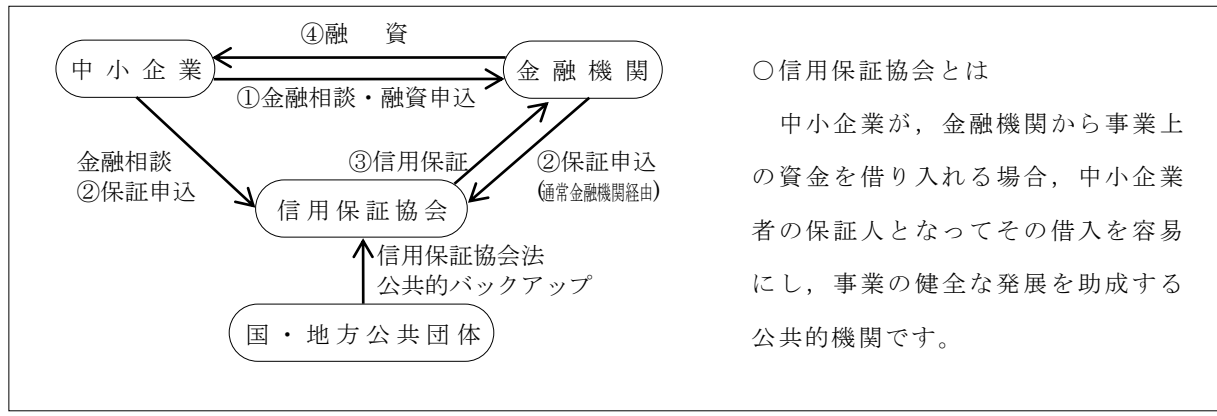 ④融　資
中小企業
金融機関
①金融相談・融資申込
金融相談
②保証申込
③信用保証
②保証申込
(通常金融機関経由)
信用保証協会
信用保証協会法
公共的バックアップ
国・地方公共団体
○信用保証協会とは
　中小企業が，金融機関から事業上
の資金を借り入れる場合，中小企業
者の保証人となってその借入を容易
にし，事業の健全な発展を助成する
公共的機関です。